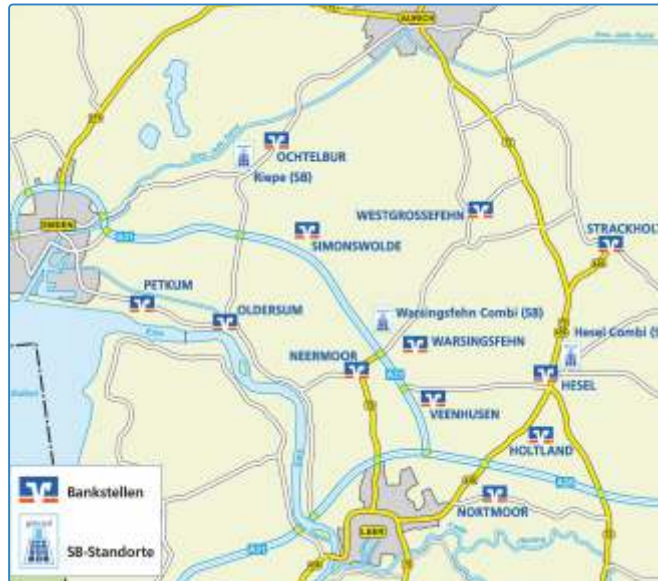 AURICH
OCHTELBUR
Riepe (SB)
WESTGROSSEFEHN
STRACKHOLT
EMDEN
A31
SIMONSWOLDE
PETKUM
OLDERSUM
Warsingsfehn Combi (SB)
Hesel Combi (S
WARSINGSFEHN
NEERMOOR
HESEL
VEENHUSEN
HOLTLAND
NORTMOOR
LEER
Bankstellen
SB-Standorte